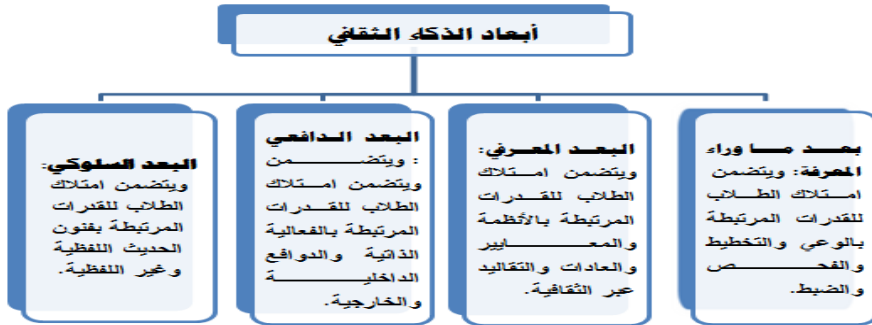 أبعاد الذكاء الثقافي
بعد ما وراء
المعرفة: ويتضمن
امتلاك الطلاب
للقدرات المرتبطة
بالوعي والتخطيط
والفحص
والضبط.
البعد المعرفي:
ويتضمن امتلاك
الطلاب للقدرات
المرتبطة بالأنظمة
والمعايير
والعادات والتقاليد
عبر الثقافية.
البعد الدافعي
: ويتضمن
ويتضمن امتلاك
الطلاب للقدرات
المرتبطة بالفعالية
الذاتية والدوافع
الداخلية
والخارجية.
البعد السلوكي:
ويتضمن امتلاك
الطلاب للقدرات
المرتبطة بفنون
الحديث اللفظية
وغير اللفظية.